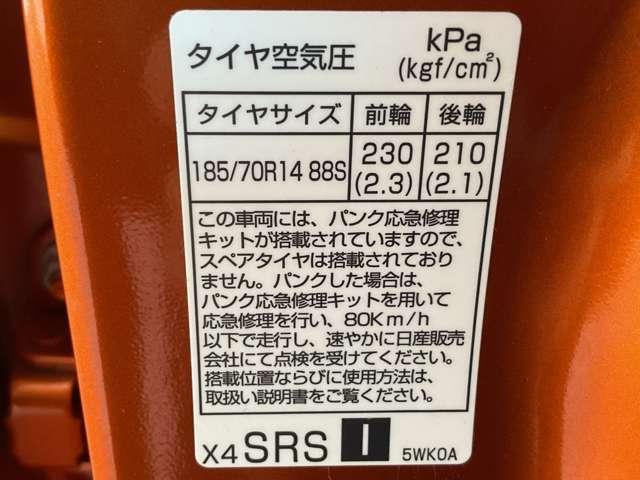 タイヤ空気圧 kPa
(kgf/cm²)
タイヤサイズ 前輪 後輪
185/70R14 88S 230 210
(2.3) (2.1)
この車両には、パンク応急修理
キットが搭載されていますので、
スペアタイヤは搭載されており
ません。パンクした場合は、
パンク応急修理キットを用いて
応急修理を行い、80Km/h
以下で走行し、速やかに日産販売
会社にて点検を受けてください。
搭載位置ならびに使用方法は、
取扱い説明書をご覧ください。
X4 SRS I 5WK0A